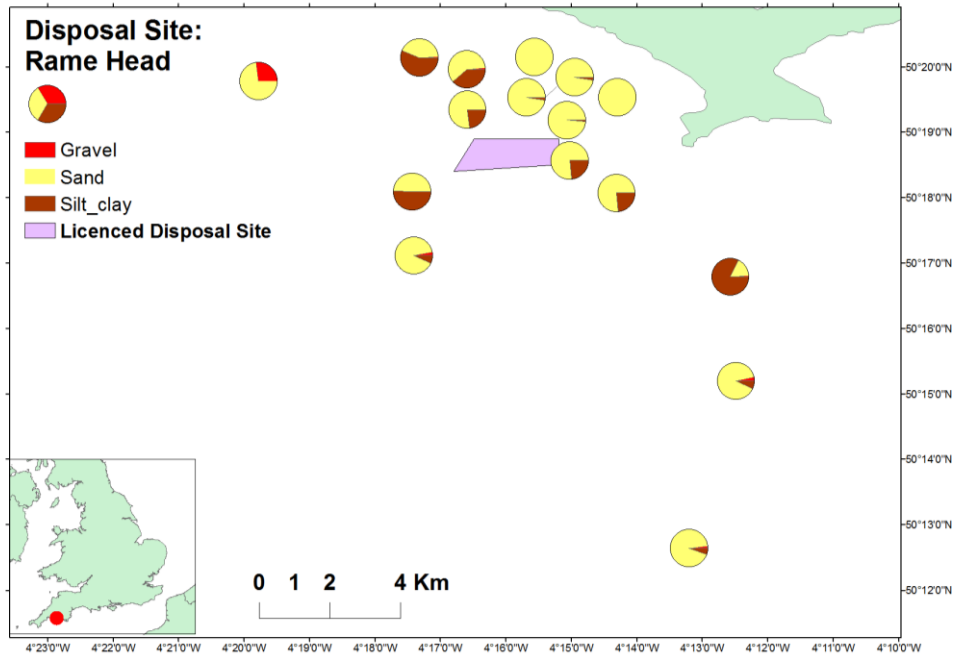 Disposal Site:
Rame Head
Gravel
Sand
Silt_clay
Licenced Disposal Site
50°20'0"N
50°19'0"N
50°18'0"N
50°17'0"N
50°16'0"N
50°15'0"N
50°14'0"N
50°13'0"N
50°12'0"N
0 1 2 4 Km
4°23'0"W 4°22'0"W 4°21'0"W 4°20'0"W 4°19'0"W 4°18'0"W 4°17'0"W 4°16'0"W 4°15'0"W 4°14'0"W 4°13'0"W 4°12'0"W 4°11'0"W 4°10'0"W